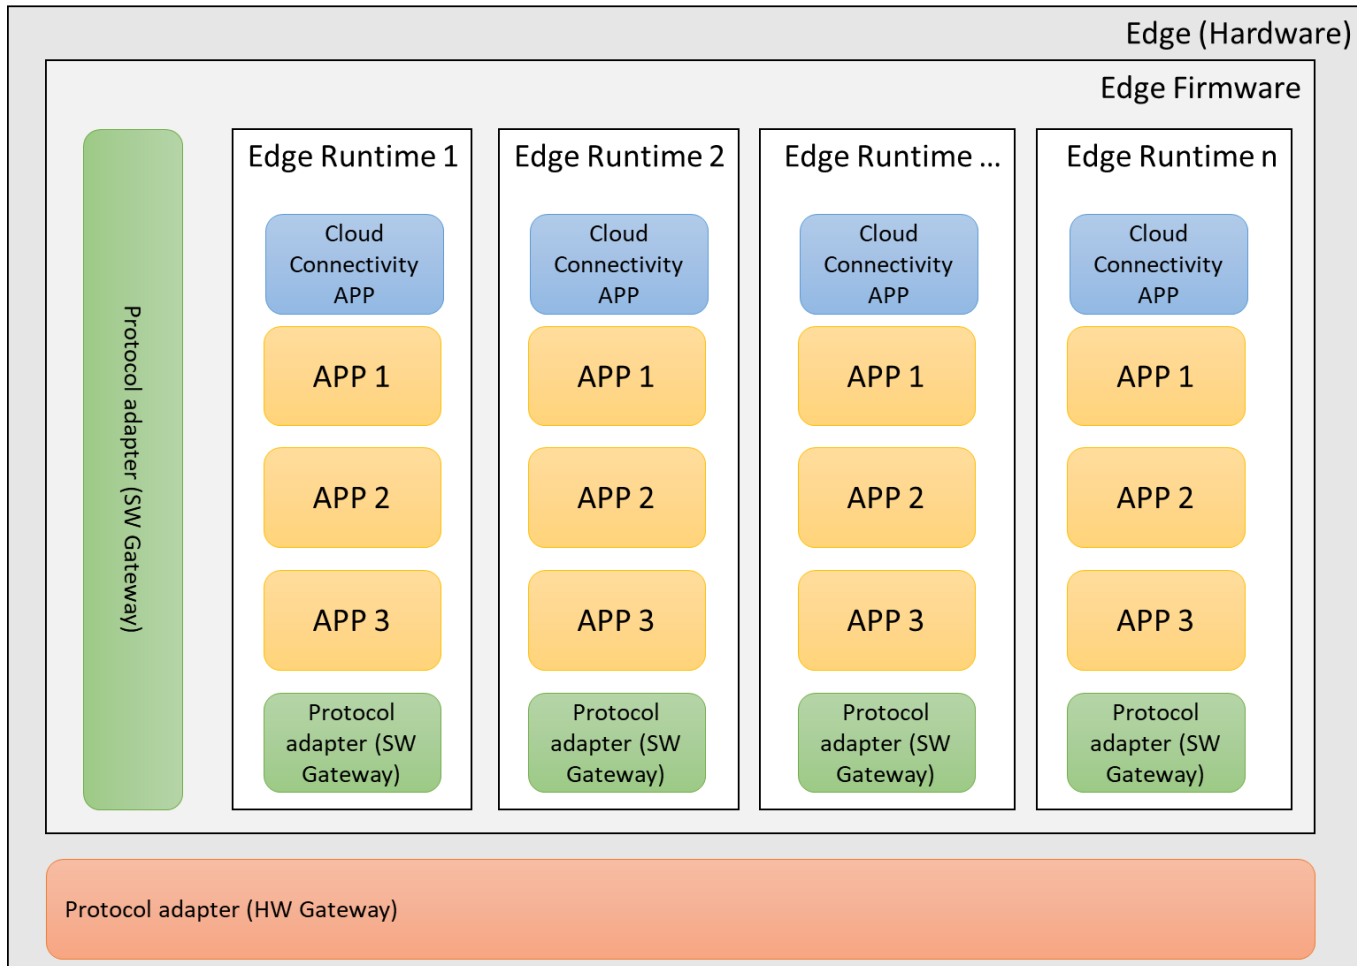 Edge (Hardware)
Edge Firmware
Protocol adapter (SW Gateway)
Edge Runtime 1
Cloud
Connectivity
APP
APP 1
APP 2
APP 3
Protocol
adapter (SW
Gateway)
Edge Runtime 2
Cloud
Connectivity
APP
APP 1
APP 2
APP 3
Protocol
adapter (SW
Gateway)
Edge Runtime ...
Cloud
Connectivity
APP
APP 1
APP 2
APP 3
Protocol
adapter (SW
Gateway)
Edge Runtime n
Cloud
Connectivity
APP
APP 1
APP 2
APP 3
Protocol
adapter (SW
Gateway)
Protocol adapter (HW Gateway)